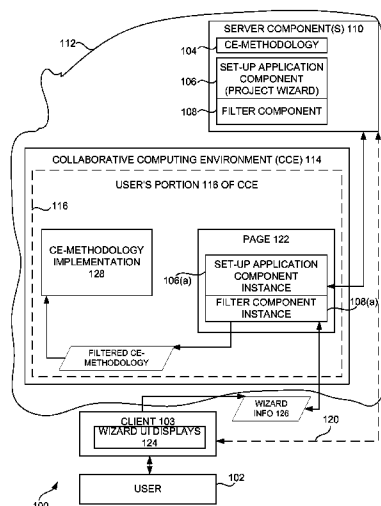 112
SERVER COMPONENT(S) 110
104
CE-METHODOLOGY
106
SET-UP APPLICATION
COMPONENT
(PROJECT WIZARD)
108
FILTER COMPONENT
COLLABORATIVE COMPUTING ENVIRONMENT (CCE) 114
USER'S PORTION 116 OF CCE
116
PAGE 122
CE-METHODOLOGY
IMPLEMENTATION
128
106(a)
SET-UP APPLICATION
COMPONENT
INSTANCE
FILTER COMPONENT
INSTANCE
108(a)
FILTERED CE-
METHODOLOGY
CLIENT 103
WIZARD UI DISPLAYS
124
WIZARD
INFO 126
120
USER
102
100